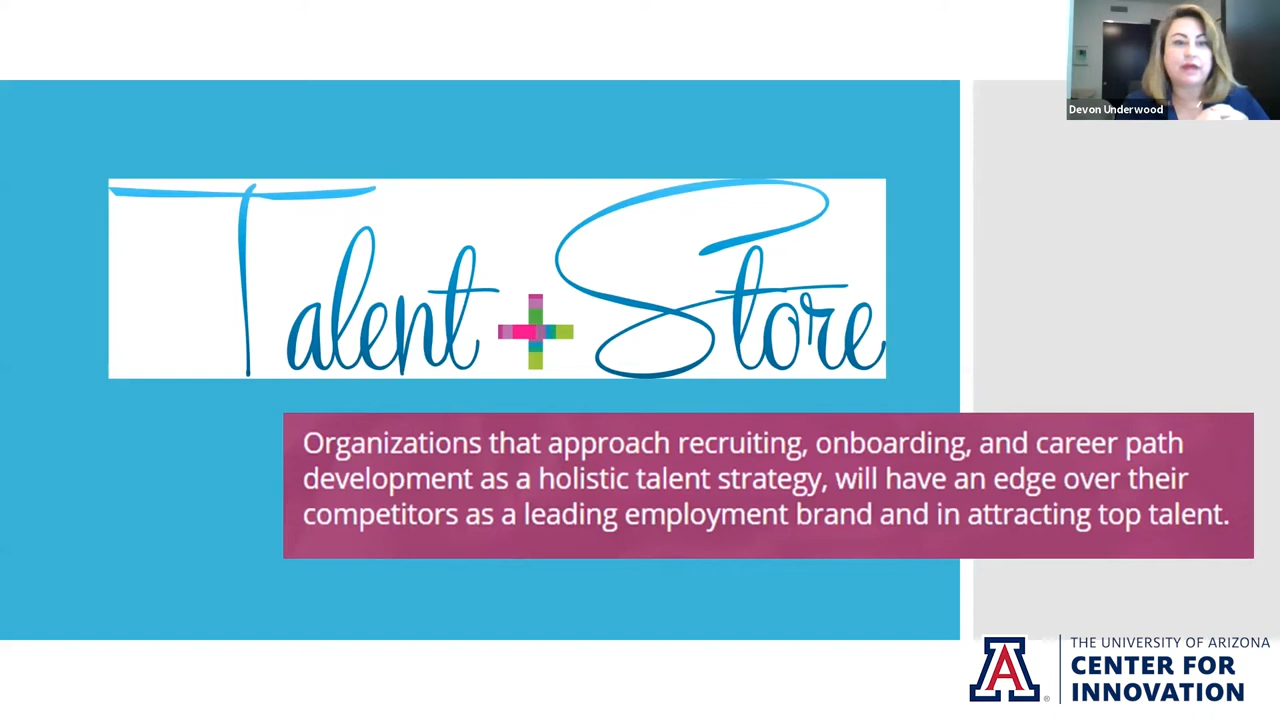 Devon Underwood
Talent + Store
Organizations that approach recruiting, onboarding, and career path
development as a holistic talent strategy, will have an edge over their
competitors as a leading employment brand and in attracting top talent.
A
®
THE UNIVERSITY OF ARIZONA
CENTER FOR
INNOVATION